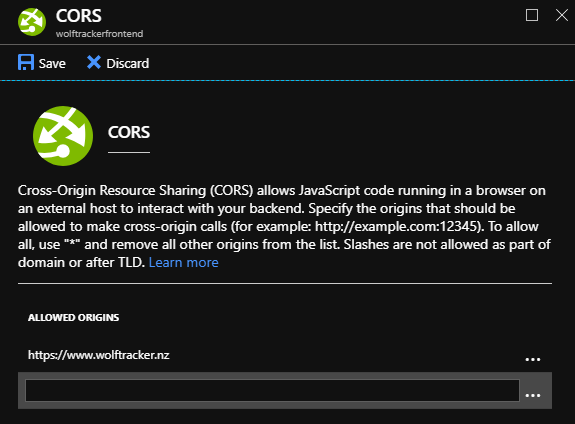 CORS
wolftrackerfrontend
Save
Discard
CORS
Cross-Origin Resource Sharing (CORS) allows JavaScript code running in a browser on
an external host to interact with your backend. Specify the origins that should be
allowed to make cross-origin calls (for example: http://example.com:12345). To allow
all, use "*" and remove all other origins from the list. Slashes are not allowed as part of
domain or after TLD. Learn more
ALLOWED ORIGINS
https://www.wolftracker.nz